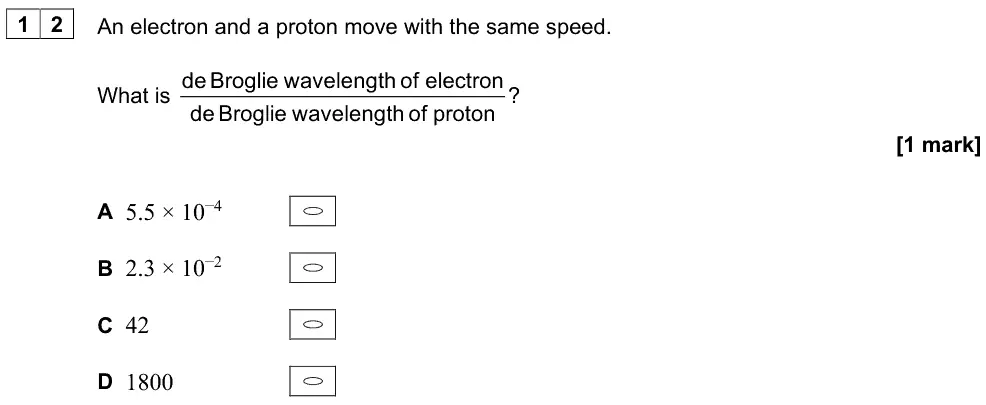 1 2 An electron and a proton move with the same speed.
de Broglie wavelength of electron
What is ?
de Broglie wavelength of proton
[1 mark]
A 5.5 × 10⁻⁴
B 2.3 × 10⁻²
C 42
D 1800